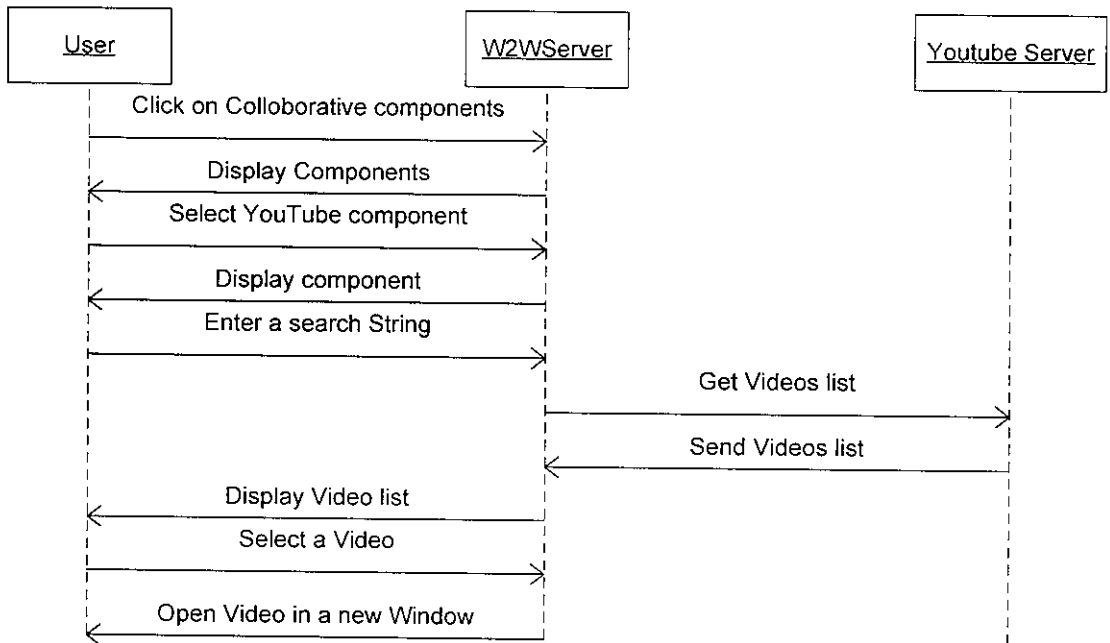 User
W2WServer
Youtube Server
Click on Colloborative components
Display Components
Select YouTube component
Display component
Enter a search String
Get Videos list
Send Videos list
Display Video list
Select a Video
Open Video in a new Window